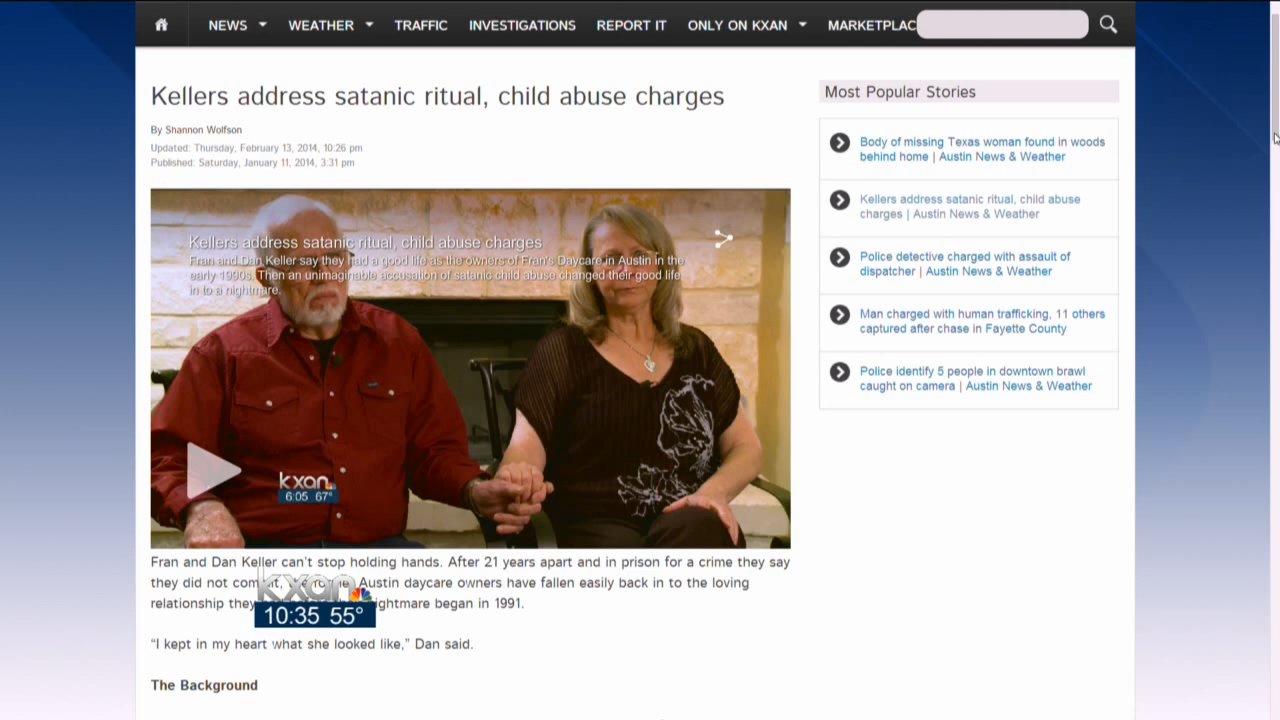 NEWS WEATHER TRAFFIC INVESTIGATIONS REPORT IT ONLY ON KXAN MARKETPLAC
Kellers address satanic ritual, child abuse charges
By Shannon Wolfson
Updated: Thursday, February 13, 2014, 10:26 pm
Published: Saturday, January 11, 2014, 3:31 pm
Kellers address satanic ritual, child abuse charges
Fran and Dan Keller say they had a good life as the owners of Fran's Daycare in Austin in the
early 1990s. Then an unimaginable accusation of satanic child abuse changed their good life
in to a nightmare.
kxan
6:05 67°
Fran and Dan Keller can't stop holding hands. After 21 years apart and in prison for a crime they say
they did not Austin daycare owners have fallen easily back in to the loving
relationship they nightmare began in 1991.
kxan
10:35 55°
“I kept in my heart what she looked like,” Dan said.
The Background
Most Popular Stories
Body of missing Texas woman found in woods
behind home | Austin News & Weather
Kellers address satanic ritual, child abuse
charges | Austin News & Weather
Police detective charged with assault of
dispatcher | Austin News & Weather
Man charged with human trafficking, 11 others
captured after chase in Fayette County
Police identify 5 people in downtown brawl
caught on camera | Austin News & Weather